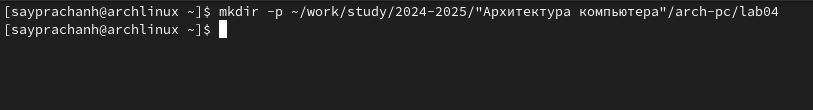 [sayprachanh@archlinux ~]$ mkdir -p ~/work/study/2024-2025/"Архитектура компьютера"/arch-pc/lab04
[sayprachanh@archlinux ~]$